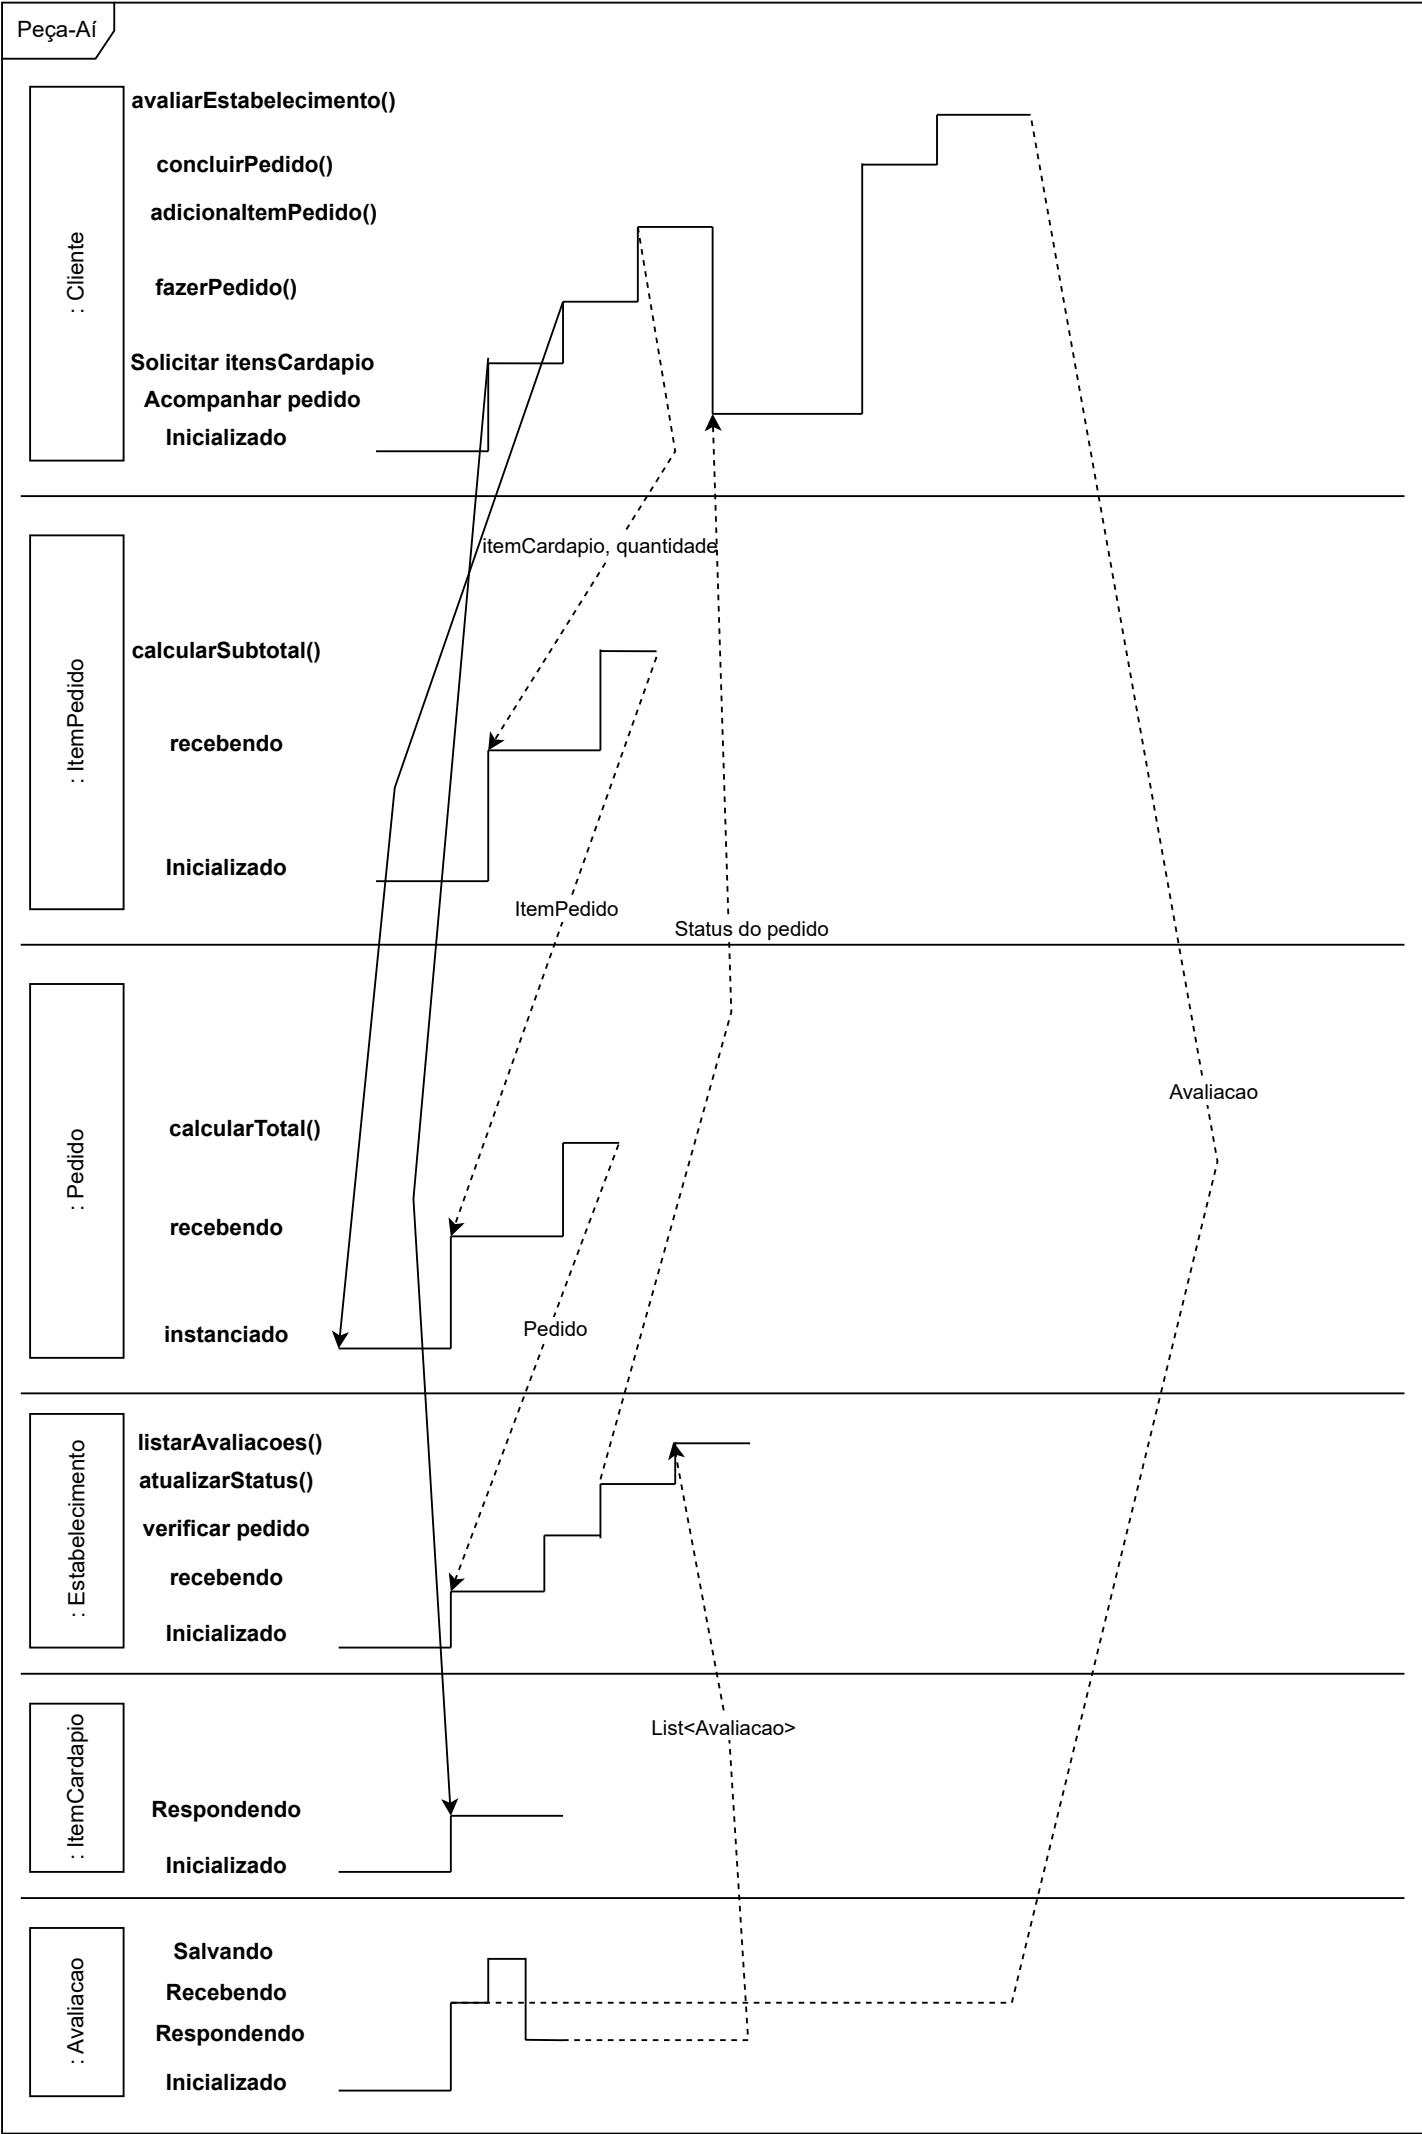 Peça-Aí
: Cliente
avaliarEstabelecimento()
concluirPedido()
adicionaItemPedido()
fazerPedido()
Solicitar itensCardapio
Acompanhar pedido
Inicializado
itemCardapio, quantidade
: ItemPedido
calcularSubtotal()
recebendo
Inicializado
ItemPedido
Status do pedido
: Pedido
Avaliacao
calcularTotal()
recebendo
Pedido
instanciado
: Estabelecimento
listarAvaliacoes()
atualizarStatus()
verificar pedido
recebendo
Inicializado
: ItemCardapio
List<Avaliacao>
Respondendo
Inicializado
: Avaliacao
Salvando
Recebendo
Respondendo
Inicializado